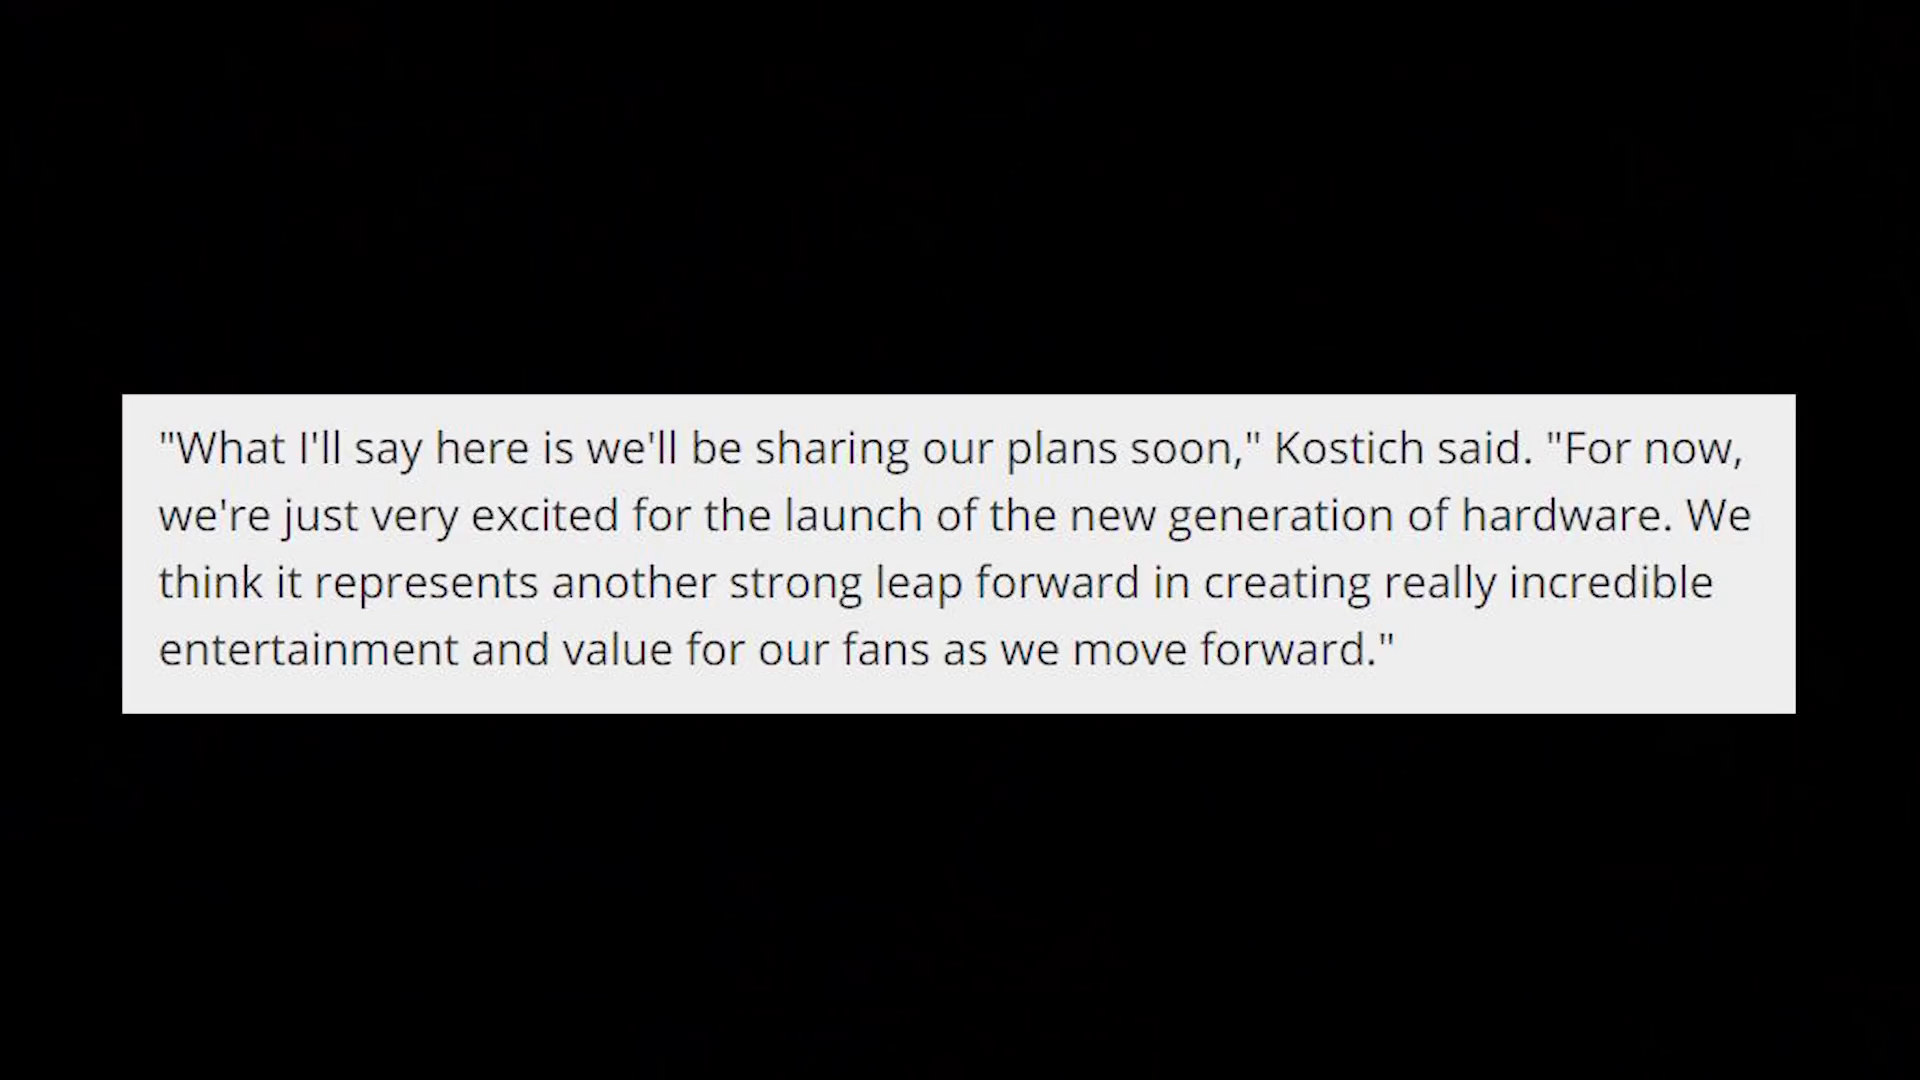 "What I'll say here is we'll be sharing our plans soon," Kostich said. "For now,
we're just very excited for the launch of the new generation of hardware. We
think it represents another strong leap forward in creating really incredible
entertainment and value for our fans as we move forward."